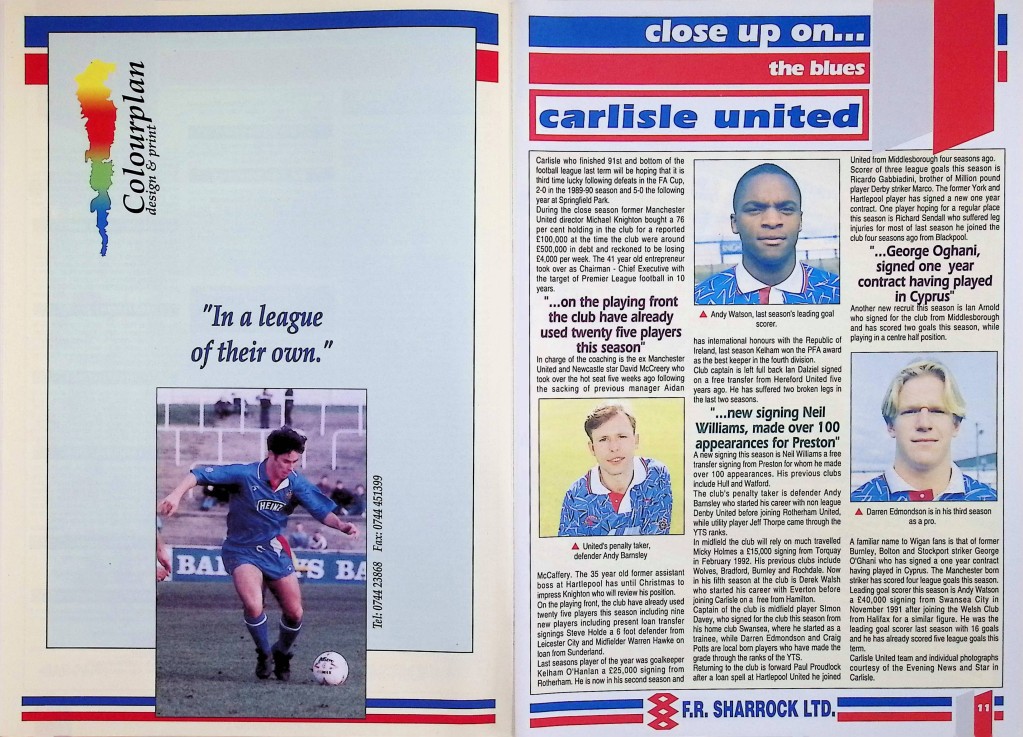 Colourplan
design & print
"In a league
of their own."
HEINZ
BAR
YS BA
Tel: 0744 23868 Fax: 0744 451399
close up on...
the blues
carlisle united
Carlisle who finished 91st and bottom of the
football league last term will be hoping that it is
third time lucky following defeats in the FA Cup,
2-0 in the 1989-90 season and 5-0 the following
year at Springfield Park.
During the close season former Manchester
United director Michael Knighton bought a 76
per cent holding in the club for a reported
£100,000 at the time the club were around
£500,000 in debt and reckoned to be losing
£4,000 per week. The 41 year old entrepreneur
took over as Chairman - Chief Executive with
the target of Premier League football in 10
years.
"...on the playing front
the club have already
used twenty five players
this season"
In charge of the coaching is the ex Manchester
United and Newcastle star David McCreery who
took over the hot seat five weeks ago following
the sacking of previous manager Aidan
United's penalty taker,
defender Andy Barnsley
McCaffery. The 35 year old former assistant
boss at Hartlepool has until Christmas to
impress Knighton who will review his position.
On the playing front, the club have already used
twenty five players this season including nine
new players including present loan transfer
signings Steve Holde a 6 foot defender from
Leicester City and Midfielder Warren Hawke on
loan from Sunderland.
Last seasons player of the year was goalkeeper
Kelham O'Hanlan a £25,000 signing from
Rotherham. He is now in his second season and
Andy Watson, last season's leading goal
scorer.
has international honours with the Republic of
Ireland, last season Kelham won the PFA award
as the best keeper in the fourth division.
Club captain is left full back Ian Dalziel signed
on a free transfer from Hereford United five
years ago. He has suffered two broken legs in
the last two seasons.
"...new signing Neil
Williams, made over 100
appearances for Preston"
A new signing this season is Neil Williams a free
transfer signing from Preston for whom he made
over 100 appearances. His previous clubs
include Hull and Watford.
The club's penalty taker is defender Andy
Barnsley who started his career with non league
Denby United before joining Rotherham United,
while utility player Jeff Thorpe came through the
YTS ranks.
In midfield the club will rely on much travelled
Micky Holmes a £15,000 signing from Torquay
in February 1992. His previous clubs include
Wolves, Bradford, Burnley and Rochdale. Now
in his fifth season at the club is Derek Walsh
who started his career with Everton before
joining Carlisle on a free from Hamilton.
Captain of the club is midfield player SImon
Davey, who signed for the club this season from
his home club Swansea, where he started as a
trainee, while Darren Edmondson and Craig
Potts are local born players who have made the
grade through the ranks of the YTS.
Returning to the club is forward Paul Proudlock
after a loan spell at Hartlepool United he joined
United from Middlesborough four seasons ago.
Scorer of three league goals this season is
Ricardo Gabbiadini, brother of Million pound
player Derby striker Marco. The former York and
Hartlepool player has signed a new one year
contract. One player hoping for a regular place
this season is Richard Sendall who suffered leg
injuries for most of last season he joined the
club four seasons ago from Blackpool.
"...George Oghani,
signed one year
contract having played
in Cyprus"
Another new recruit this season is Ian Arnold
who signed for the club from Middlesborough
and has scored two goals this season, while
playing in a centre half position.
Darren Edmondson is in his third season
as a pro.
A familiar name to Wigan fans is that of former
Burnley, Bolton and Stockport striker George
O'Ghani who has signed a one year contract
having played in Cyprus. The Manchester born
striker has scored four league goals this season.
Leading goal scorer this season is Andy Watson
a £40,000 signing from Swansea City in
November 1991 after joining the Welsh Club
from Halifax for a similar figure. He was the
leading goal scorer last season with 16 goals
and he has already scored five league goals this
term.
Carlisle United team and individual photographs
courtesy of the Evening News and Star in
Carlisle.
F.R. SHARROCK LTD.
11